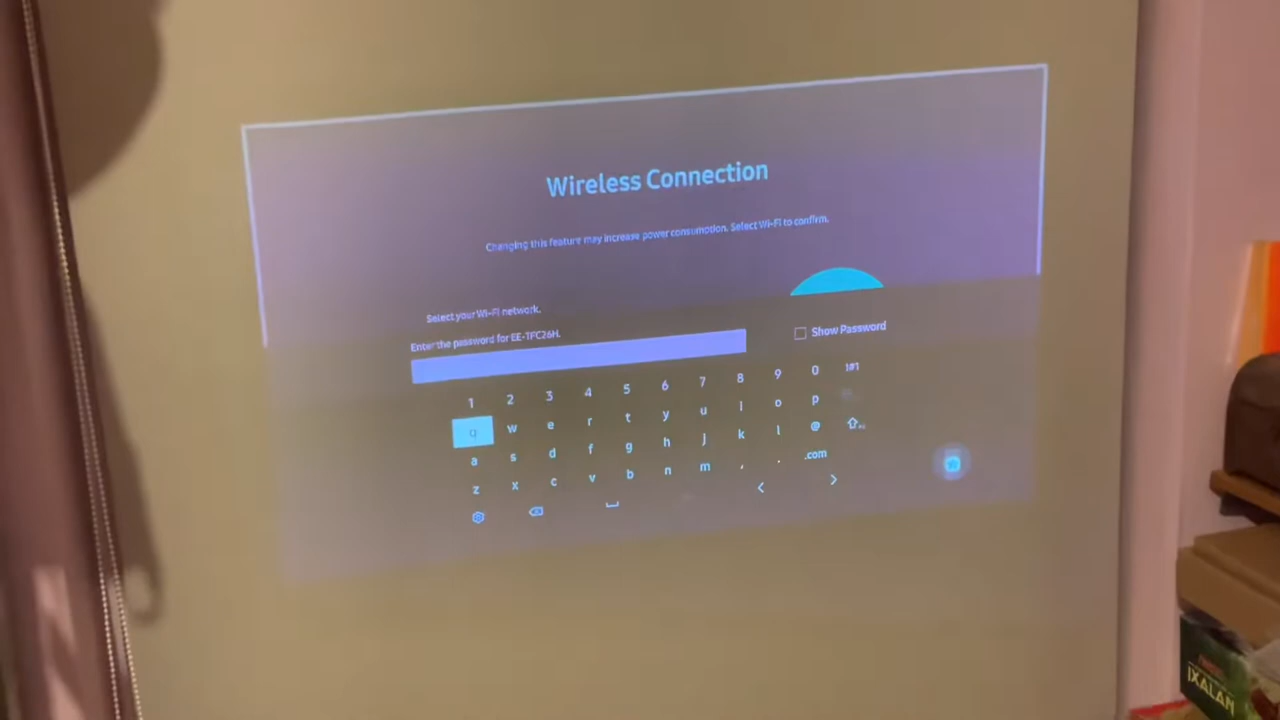 Wireless Connection
Changing this feature may increase power consumption. Select Wi-Fi to confirm.
Select your Wi-Fi network.
Enter the password for EE-TFC26H.
Show Password
1 2 3 4 5 6 7 8 9 0 !#1
q w e r t y u i o p
a s d f g h j k l @
z x c v b n m , . .com
IXALAN